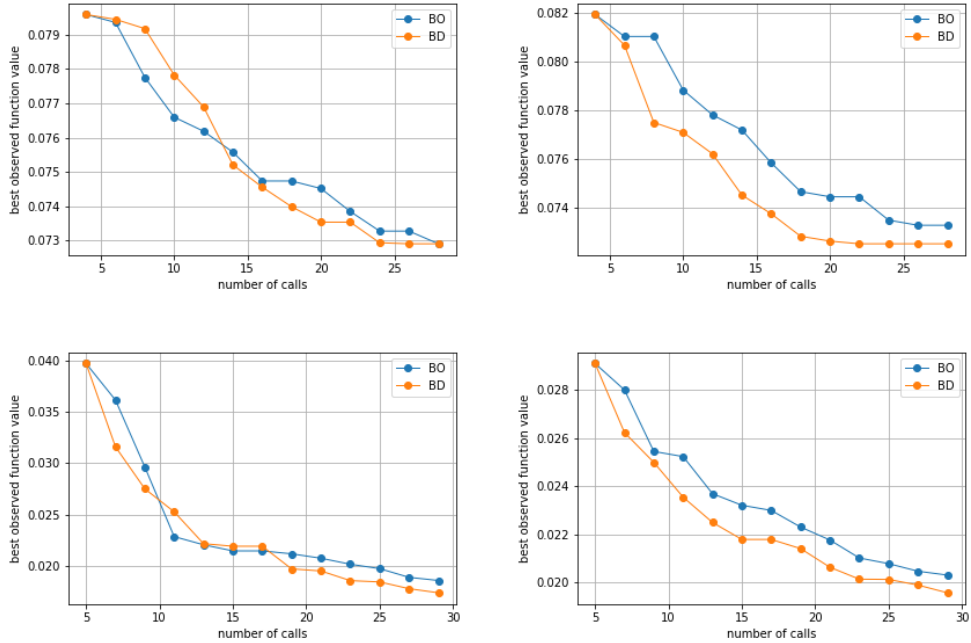 0.079
0.078
0.077
0.076
0.075
0.074
0.073
best observed function value
BO
BD
5 10 15 20 25
number of calls
0.082
0.080
0.078
0.076
0.074
best observed function value
BO
BD
5 10 15 20 25
number of calls
0.040
0.035
0.030
0.025
0.020
best observed function value
BO
BD
5 10 15 20 25 30
number of calls
0.028
0.026
0.024
0.022
0.020
best observed function value
BO
BD
5 10 15 20 25 30
number of calls